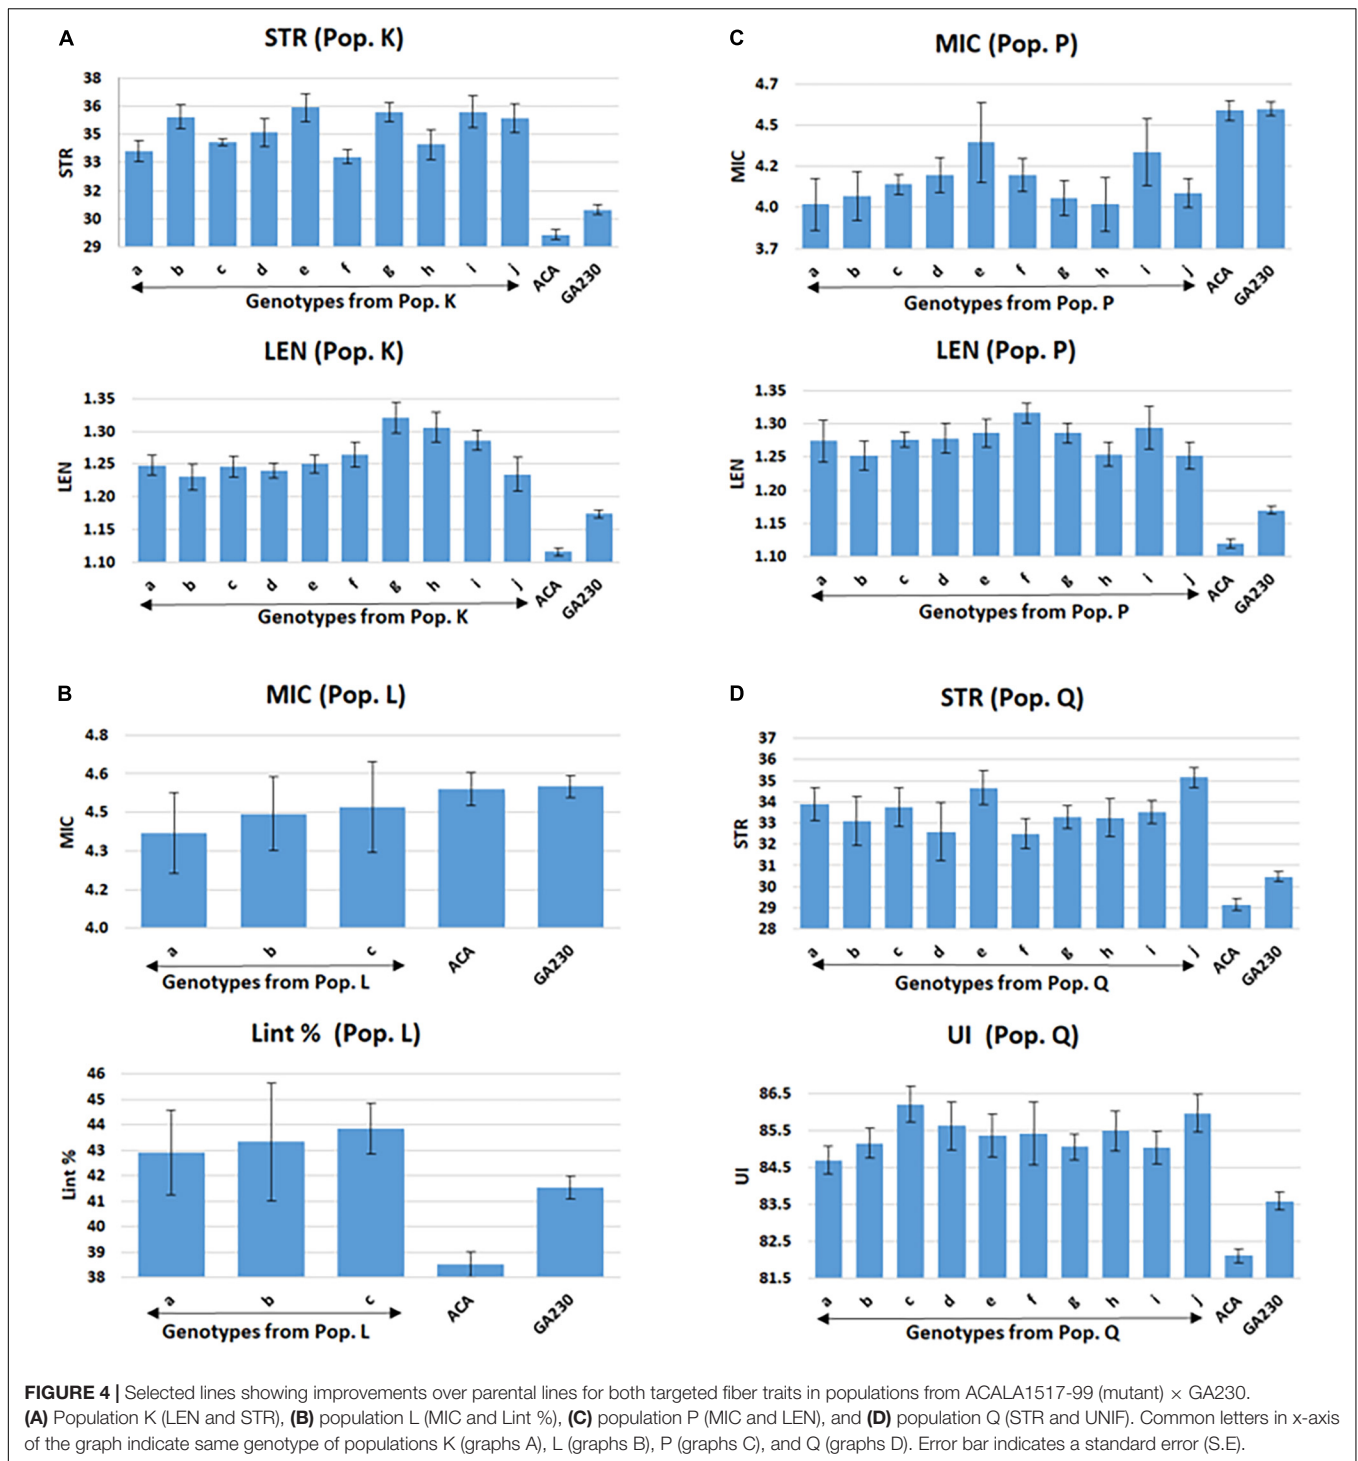 A
STR (Pop. K)
STR
38
36
35
33
32
30
29
a b c d e f g h i j ACA GA230
Genotypes from Pop. K
LEN (Pop. K)
LEN
1.35
1.30
1.25
1.20
1.15
1.10
a b c d e f g h i j ACA GA230
Genotypes from Pop. K
C
MIC (Pop. P)
MIC
4.7
4.5
4.2
4.0
3.7
a b c d e f g h i j ACA GA230
Genotypes from Pop. P
LEN (Pop. P)
LEN
1.35
1.30
1.25
1.20
1.15
1.10
a b c d e f g h i j ACA GA230
Genotypes from Pop. P
B
MIC (Pop. L)
MIC
4.8
4.6
4.5
4.3
4.2
4.0
a b c ACA GA230
Genotypes from Pop. L
Lint % (Pop. L)
Lint %
46
45
44
43
41
40
39
38
a b c ACA GA230
Genotypes from Pop. L
D
STR (Pop. Q)
STR
37
36
35
34
33
32
31
30
29
28
a b c d e f g h i j ACA GA230
Genotypes from Pop. Q
UI (Pop. Q)
UI
86.5
85.5
84.5
83.5
82.5
81.5
a b c d e f g h i j ACA GA230
Genotypes from Pop. Q
FIGURE 4 | Selected lines showing improvements over parental lines for both targeted fiber traits in populations from ACALA1517-99 (mutant) × GA230.
(A) Population K (LEN and STR), (B) population L (MIC and Lint %), (C) population P (MIC and LEN), and (D) population Q (STR and UNIF). Common letters in x-axis
of the graph indicate same genotype of populations K (graphs A), L (graphs B), P (graphs C), and Q (graphs D). Error bar indicates a standard error (S.E).